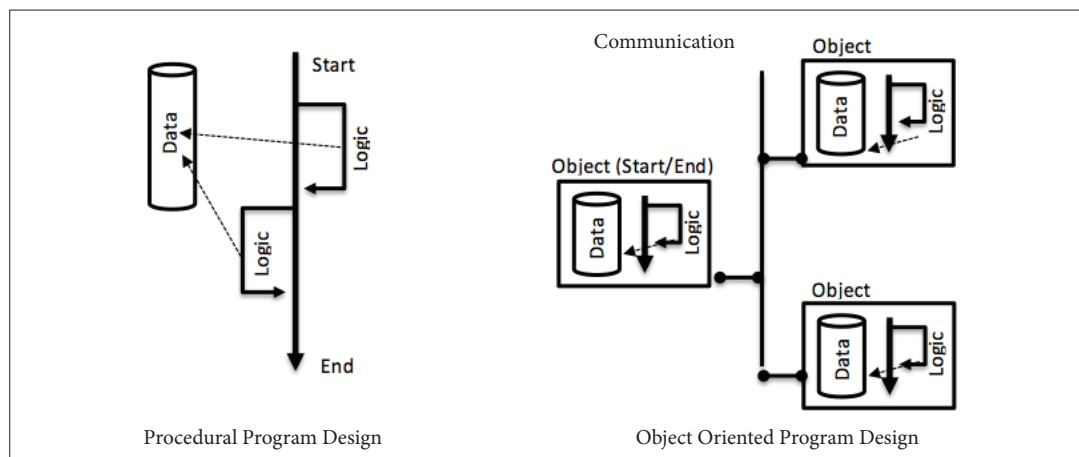 Start
Data
Logic
Logic
End
Procedural Program Design
Communication
Object
Data
Logic
Object (Start/End)
Data
Logic
Object
Data
Logic
Object Oriented Program Design